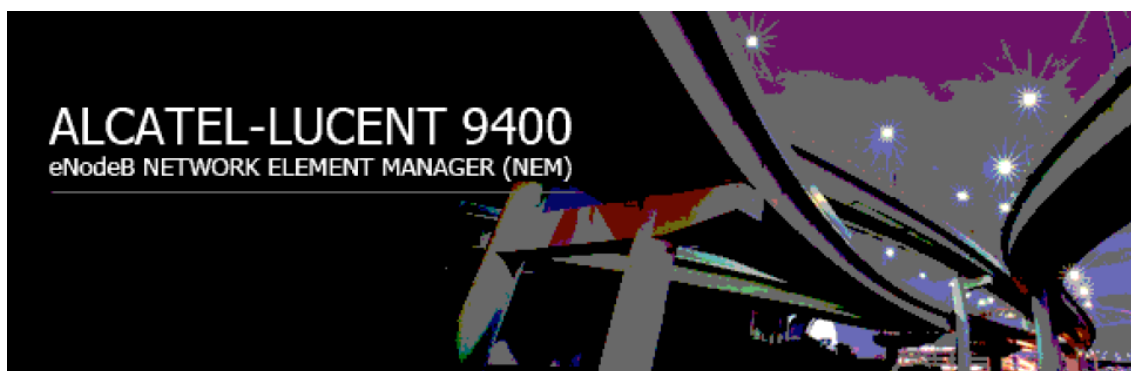 ALCATEL-LUCENT 9400
eNodeB NETWORK ELEMENT MANAGER (NEM)